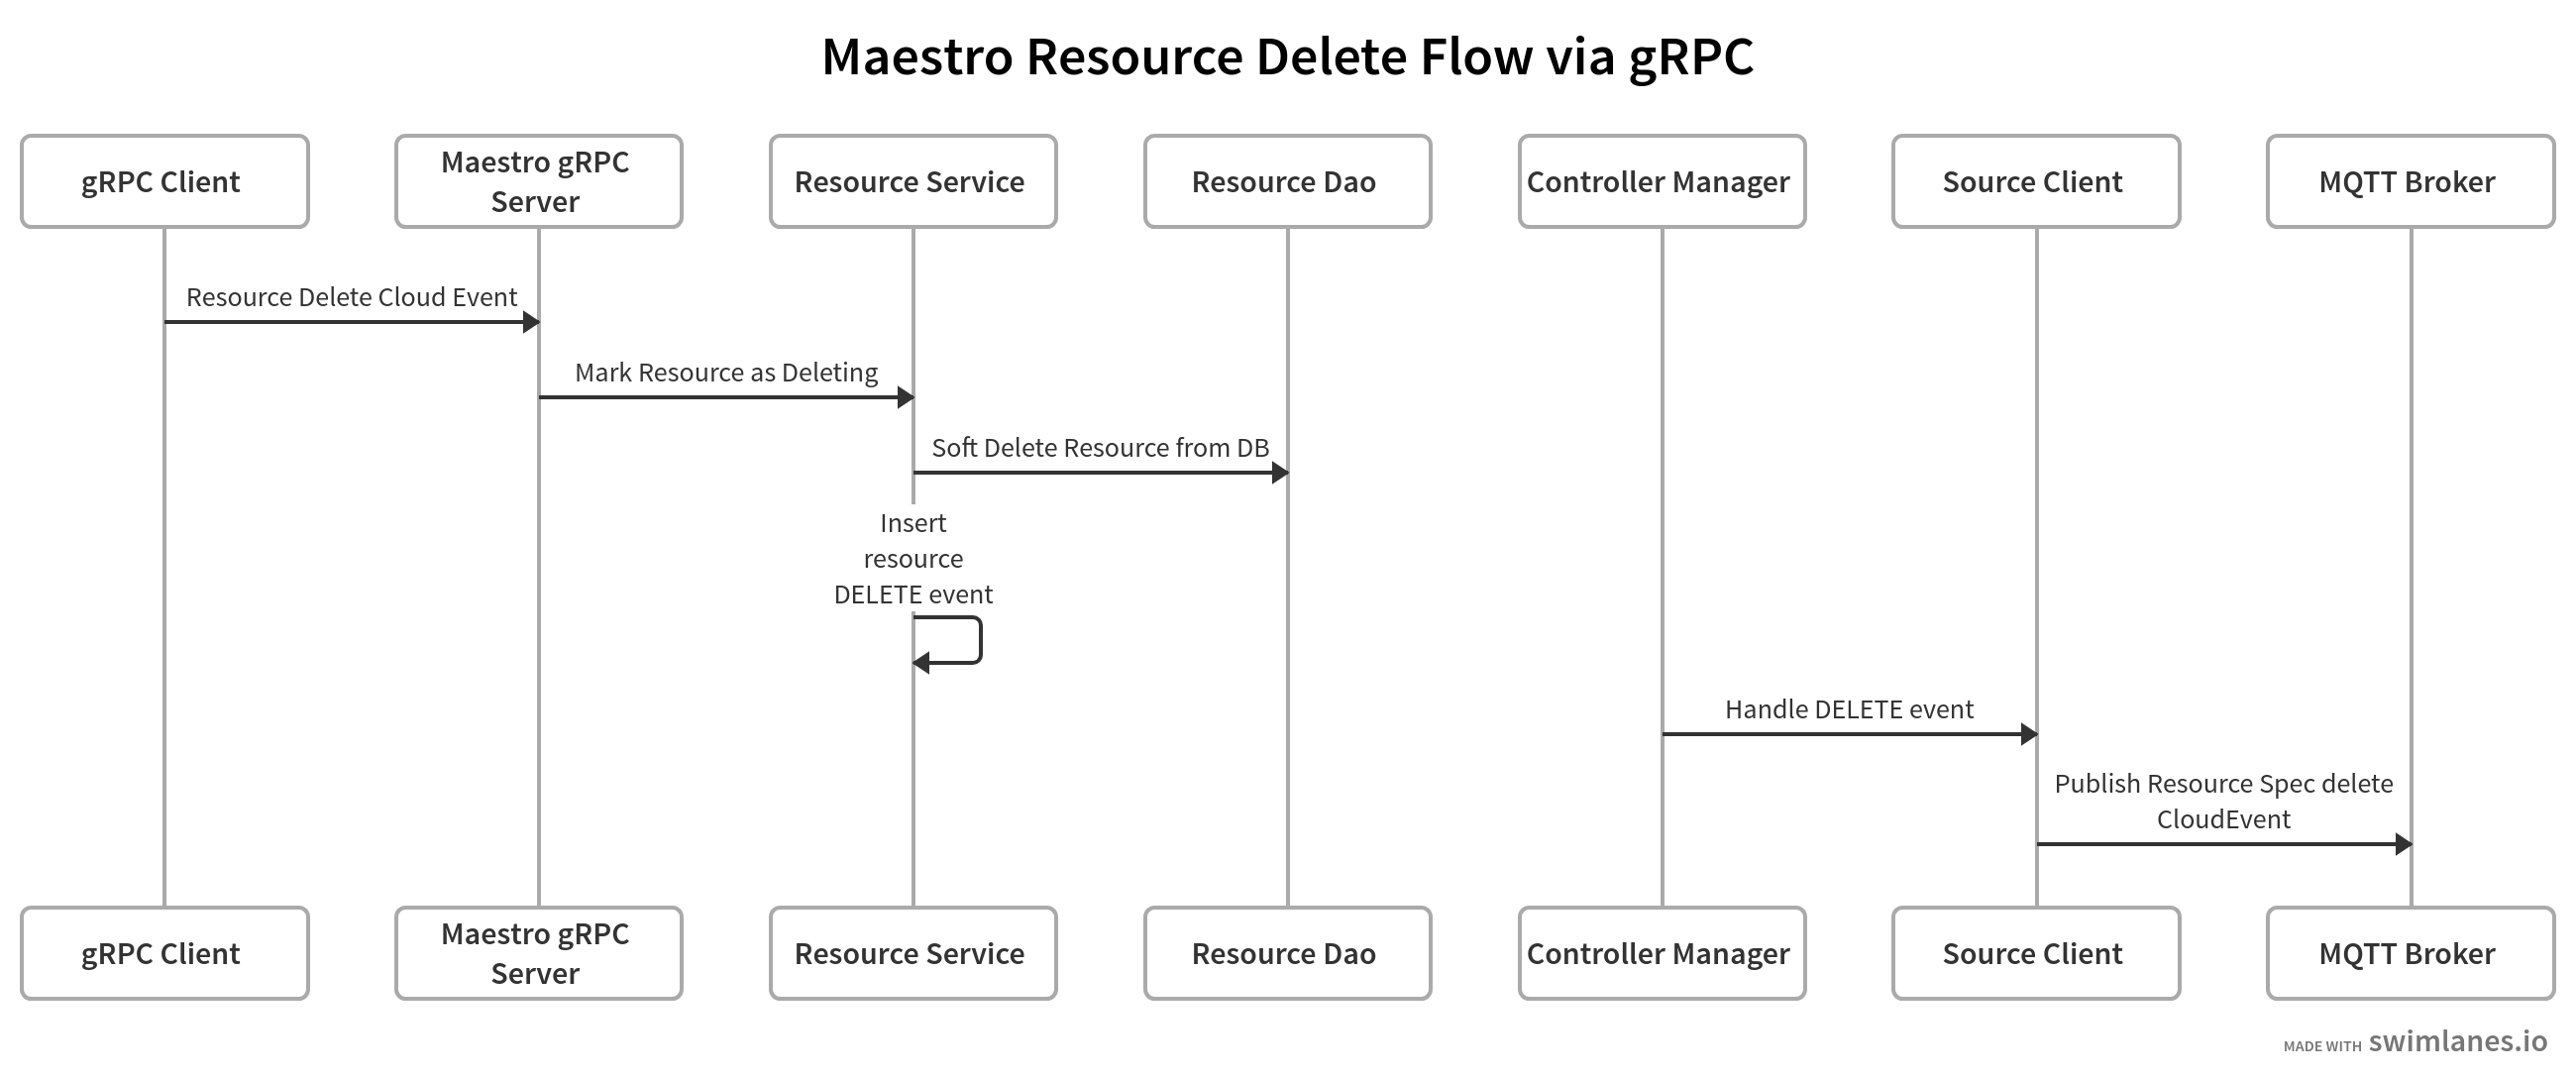 Maestro Resource Delete Flow via gRPC
gRPC Client
Maestro gRPC
Server
Resource Service
Resource Dao
Controller Manager
Source Client
MQTT Broker
Resource Delete Cloud Event
Mark Resource as Deleting
Soft Delete Resource from DB
Insert
resource
DELETE event
Handle DELETE event
Publish Resource Spec delete
CloudEvent
gRPC Client
Maestro gRPC
Server
Resource Service
Resource Dao
Controller Manager
Source Client
MQTT Broker
MADE WITH swimlanes.io